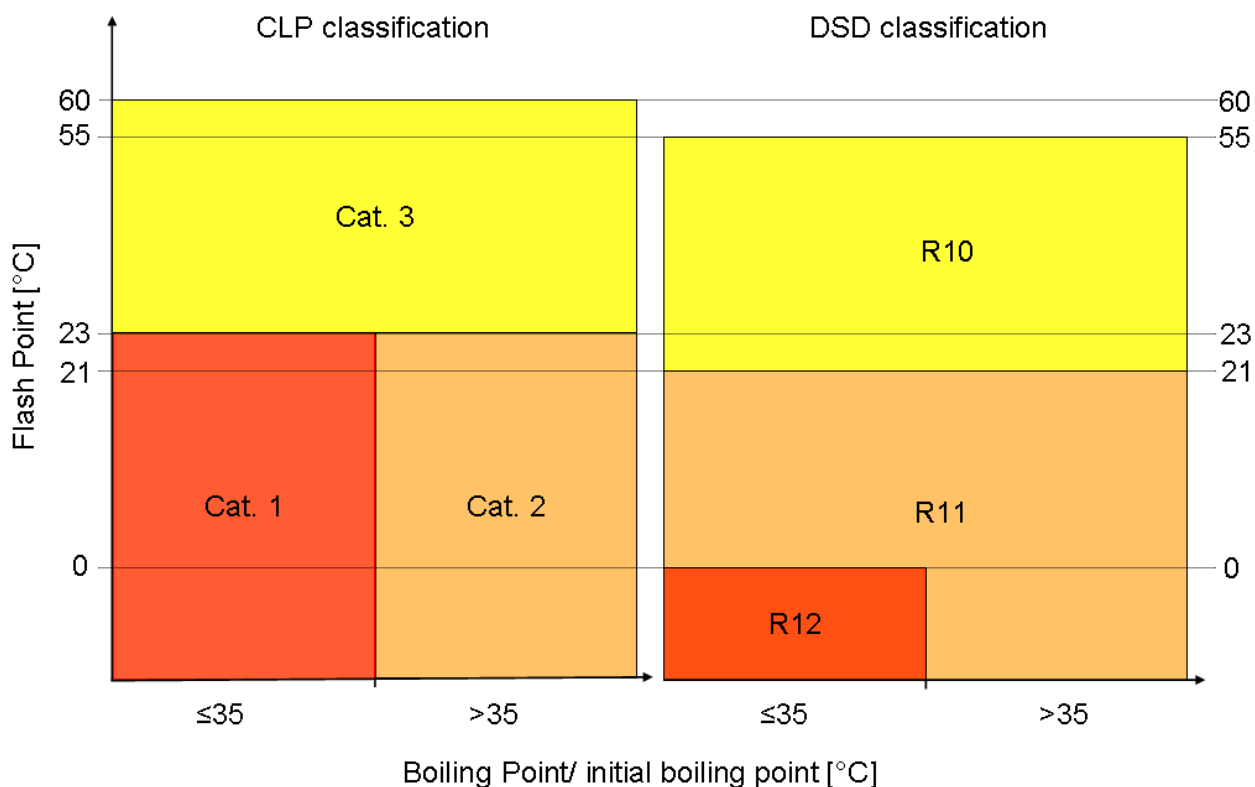 CLP classification
DSD classification
60
55
23
21
0
Flash Point [°C]
Cat. 3
Cat. 1
Cat. 2
R10
R11
R12
60
55
23
21
0
≤35
>35
≤35
>35
Boiling Point/ initial boiling point [°C]